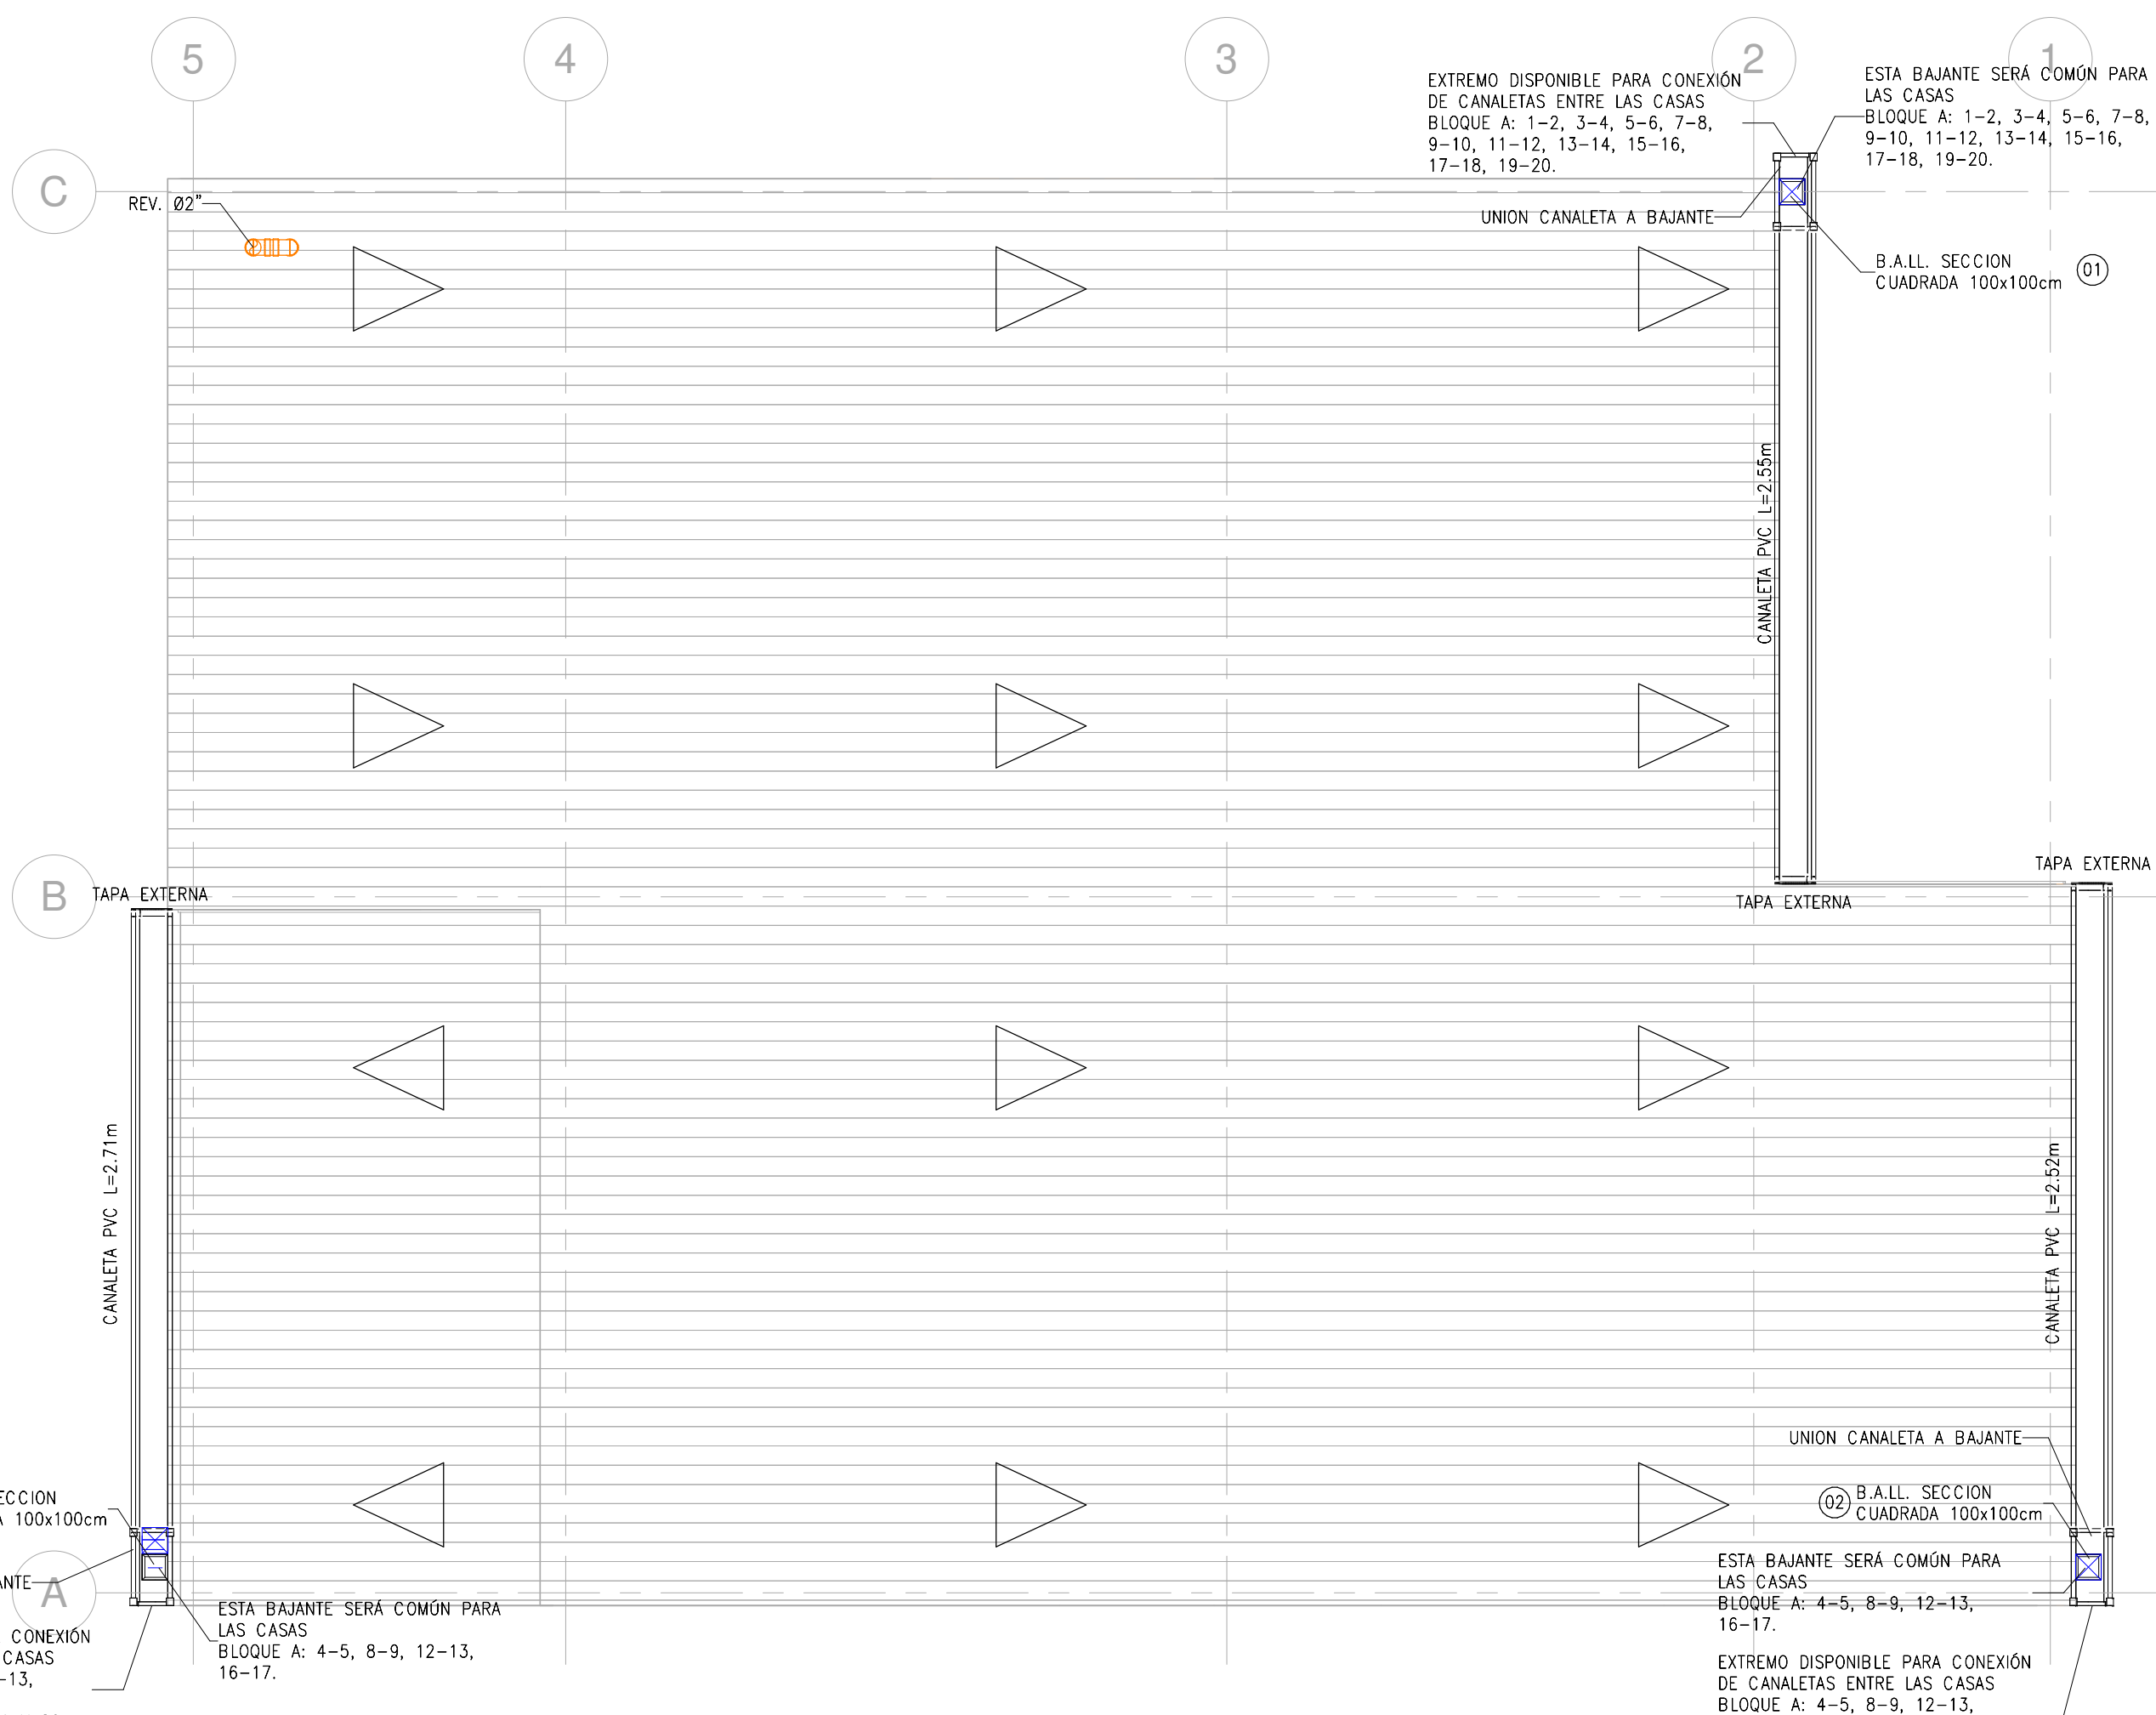 5
4
3
2
1
EXTREMO DISPONIBLE PARA CONEXIÓN
DE CANALETAS ENTRE LAS CASAS
BLOQUE A: 1-2, 3-4, 5-6, 7-8,
9-10, 11-12, 13-14, 15-16,
17-18, 19-20.
ESTA BAJANTE SERÁ COMÚN PARA
LAS CASAS
BLOQUE A: 1-2, 3-4, 5-6, 7-8,
9-10, 11-12, 13-14, 15-16,
17-18, 19-20.
C
REV. Ø2"
UNION CANALETA A BAJANTE
B.A.LL. SECCION
CUADRADA 100x100cm
01
CANALETA PVC L=2.55m
TAPA EXTERNA
B
TAPA EXTERNA
TAPA EXTERNA
CANALETA PVC L=2.71m
CANALETA PVC L=2.52m
UNION CANALETA A BAJANTE
02
B.A.LL. SECCION
CUADRADA 100x100cm
100x100cm
A
ESTA BAJANTE SERÁ COMÚN PARA
LAS CASAS
BLOQUE A: 4-5, 8-9, 12-13,
16-17.
CONEXIÓN
CASAS
-13,
ESTA BAJANTE SERÁ COMÚN PARA
LAS CASAS
BLOQUE A: 4-5, 8-9, 12-13,
16-17.
EXTREMO DISPONIBLE PARA CONEXIÓN
DE CANALETAS ENTRE LAS CASAS
BLOQUE A: 4-5, 8-9, 12-13,